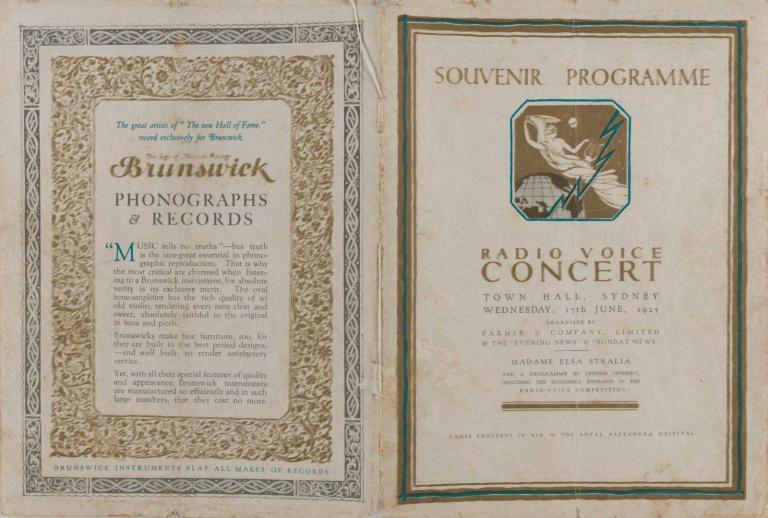 The great artists of "The new Hall of Fame,"
record exclusively for Brunswick
Brunswick
PHONOGRAPHS
& RECORDS
"MUSIC tells no truths"—but truth
is the one great essential in phono-
graphic reproduction. That is why
the most critical are charmed when listen-
ing to a Brunswick instrument, for absolute
verity is its exclusive merit. The oval
tone-amplifier has the rich quality of an
old violin, rendering every note clear and
sweet, absolutely faithful to the original
in tone and pitch.
Brunswicks make fine furniture, too, for
they are built in the best period designs,
—and well built, to render satisfactory
service.
Yet, with all their special features of quality
and appearance, Brunswick instruments
are manufactured so efficiently and in such
large numbers, that they cost no more.
BRUNSWICK INSTRUMENTS PLAY ALL MAKES OF RECORDS
SOUVENIR PROGRAMME
RADIO VOICE
CONCERT
TOWN HALL, SYDNEY
WEDNESDAY, 17th JUNE, 1925
ORGANISED BY
FARMER & COMPANY, LIMITED
& THE "EVENING NEWS" & "SUNDAY NEWS"
MADAME ELSA STRALIA
AND A PROGRAMME OF INTENSE INTEREST,
INCLUDING THE SUCCESSFUL ENTRANTS IN THE
RADIO-VOICE COMPETITION.
GROSS PROCEEDS IN AID OF THE ROYAL ALEXANDRA HOSPITAL